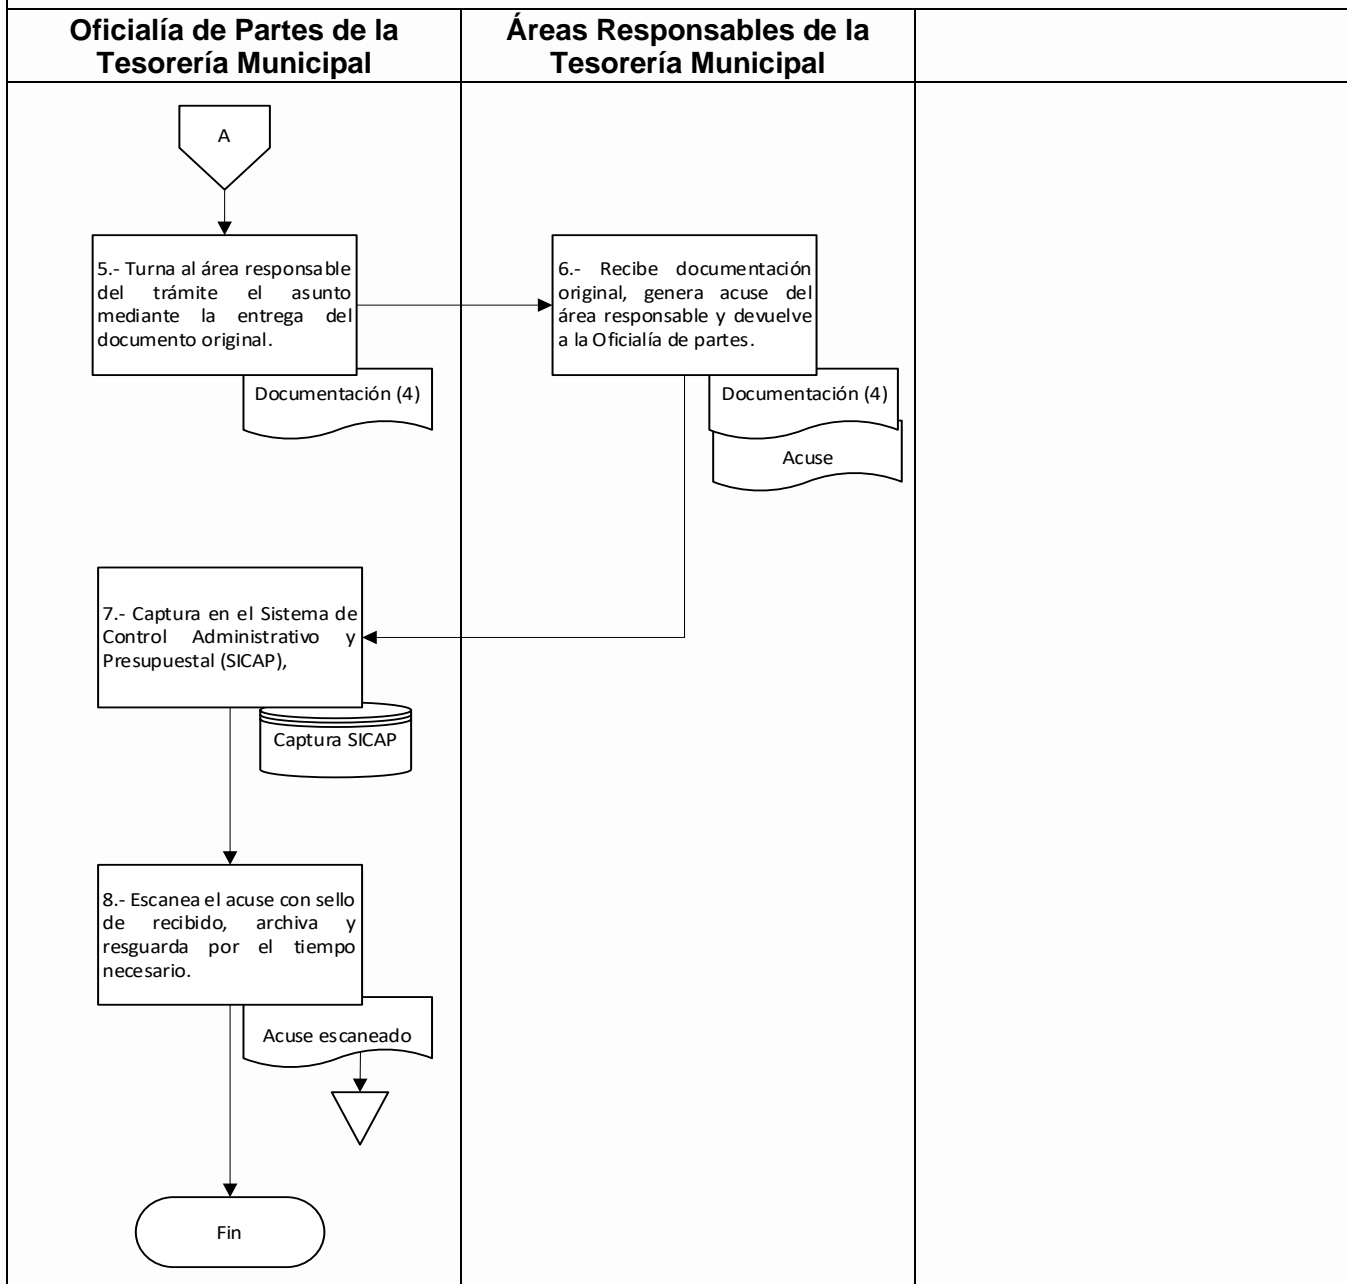 Oficialía de Partes de la
Tesorería Municipal
Áreas Responsables de la
Tesorería Municipal
A
5.- Turna al área responsable
del trámite el asunto
mediante la entrega del
documento original.
Documentación (4)
6.- Recibe documentación
original, genera acuse del
área responsable y devuelve
a la Oficialía de partes.
Documentación (4)
Acuse
7.- Captura en el Sistema de
Control Administrativo y
Presupuestal (SICAP),
Captura SICAP
8.- Escanea el acuse con sello
de recibido, archiva y
resguarda por el tiempo
necesario.
Acuse escaneado
Fin